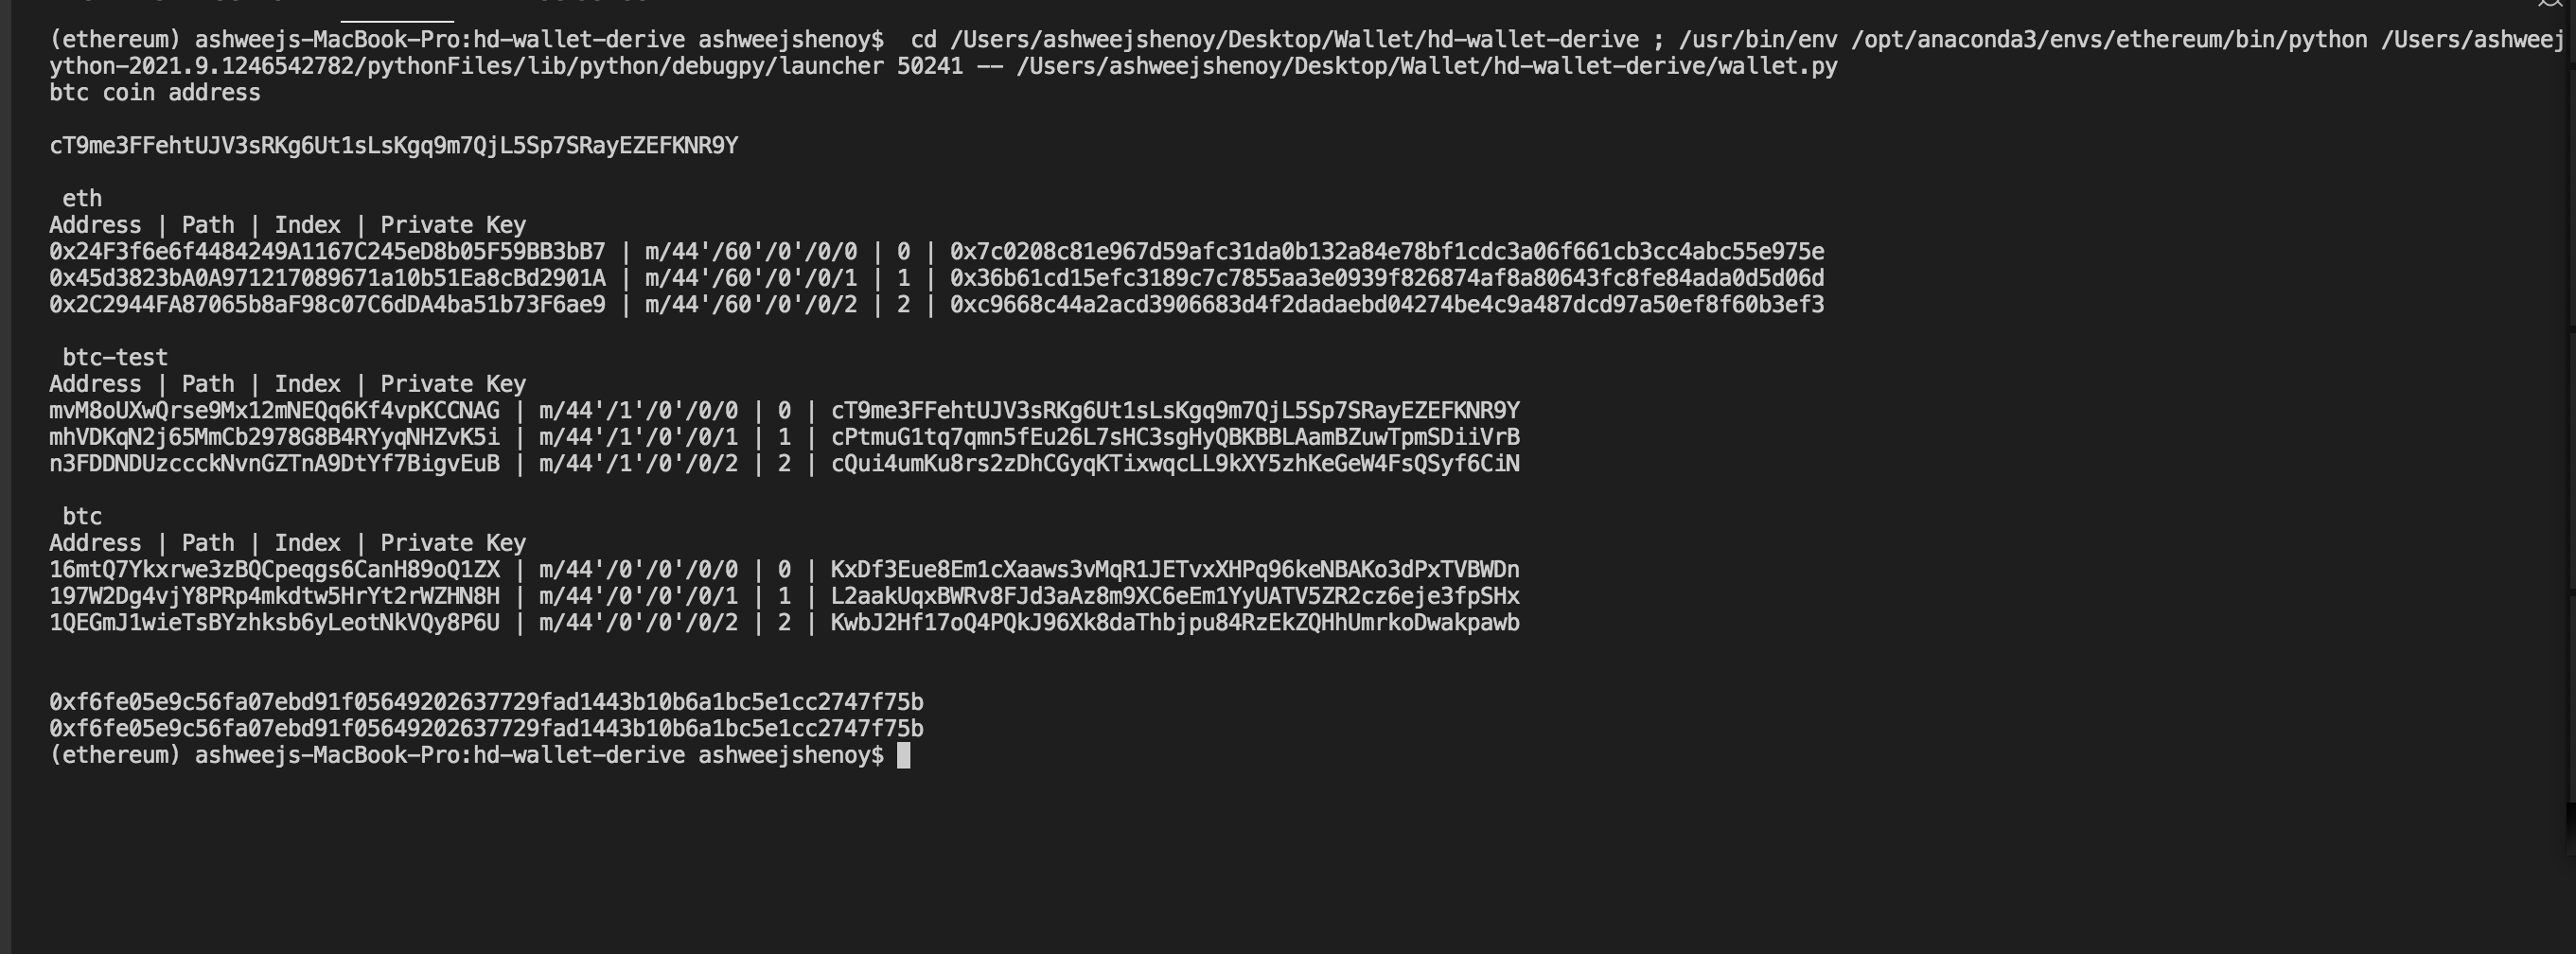 (ethereum) ashweejs-MacBook-Pro:hd-wallet-derive ashweejshenoy$  cd /Users/ashweejshenoy/Desktop/Wallet/hd-wallet-derive ; /usr/bin/env /opt/anaconda3/envs/ethereum/bin/python /Users/ashweej
ython-2021.9.1246542782/pythonFiles/lib/python/debugpy/launcher 50241 -- /Users/ashweejshenoy/Desktop/Wallet/hd-wallet-derive/wallet.py
btc coin address
cT9me3FFehtUJV3sRKg6Ut1sLsKgq9m7QjL5Sp7SRayEZEFKNR9Y
eth
Address | Path | Index | Private Key
0x24F3f6e6f4484249A1167C245eD8b05F59BB3bB7 | m/44'/60'/0'/0/0 | 0 | 0x7c0208c81e967d59afc31da0b132a84e78bf1cdc3a06f661cb3cc4abc55e975e
0x45d3823bA0A971217089671a10b51Ea8cBd2901A | m/44'/60'/0'/0/1 | 1 | 0x36b61cd15efc3189c7c7855aa3e0939f826874af8a80643fc8fe84ada0d5d06d
0x2C2944FA87065b8aF98c07C6dDA4ba51b73F6ae9 | m/44'/60'/0'/0/2 | 2 | 0xc9668c44a2acd3906683d4f2dadaebd04274be4c9a487dcd97a50ef8f60b3ef3
btc-test
Address | Path | Index | Private Key
mvM8oUXwQrse9Mx12mNEQq6Kf4vpKCCNAG | m/44'/1'/0'/0/0 | 0 | cT9me3FFehtUJV3sRKg6Ut1sLsKgq9m7QjL5Sp7SRayEZEFKNR9Y
mhVDKqN2j65MmCb2978G8B4RYyqNHZvK5i | m/44'/1'/0'/0/1 | 1 | cPtmuG1tq7qmn5fEu26L7sHC3sgHyQBKBBLAamBZuwTpmSDiiVrB
n3FDDNDUzccckNvnGZTnA9DtYf7BigvEuB | m/44'/1'/0'/0/2 | 2 | cQui4umKu8rs2zDhCGyqKTixwqcLL9kXY5zhKeGeW4FsQSyf6CiN
btc
Address | Path | Index | Private Key
16mtQ7Ykxrwe3zBQCpeqgs6CanH89oQ1ZX | m/44'/0'/0'/0/0 | 0 | KxDf3Eue8Em1cXaaws3vMqR1JETvxXHPq96keNBAKo3dPxTVBWDn
197W2Dg4vjY8PRp4mkdtw5HrYt2rWZHN8H | m/44'/0'/0'/0/1 | 1 | L2aakUqxBWRv8FJd3aAz8m9XC6eEm1YyUATV5ZR2cz6eje3fpSHx
1QEGmJ1wieTsBYzhksb6yLeotNkVQy8P6U | m/44'/0'/0'/0/2 | 2 | KwbJ2Hf17oQ4PQkJ96Xk8daThbjpu84RzEkZQHhUmrkoDwakpawb
0xf6fe05e9c56fa07ebd91f05649202637729fad1443b10b6a1bc5e1cc2747f75b
0xf6fe05e9c56fa07ebd91f05649202637729fad1443b10b6a1bc5e1cc2747f75b
(ethereum) ashweejs-MacBook-Pro:hd-wallet-derive ashweejshenoy$